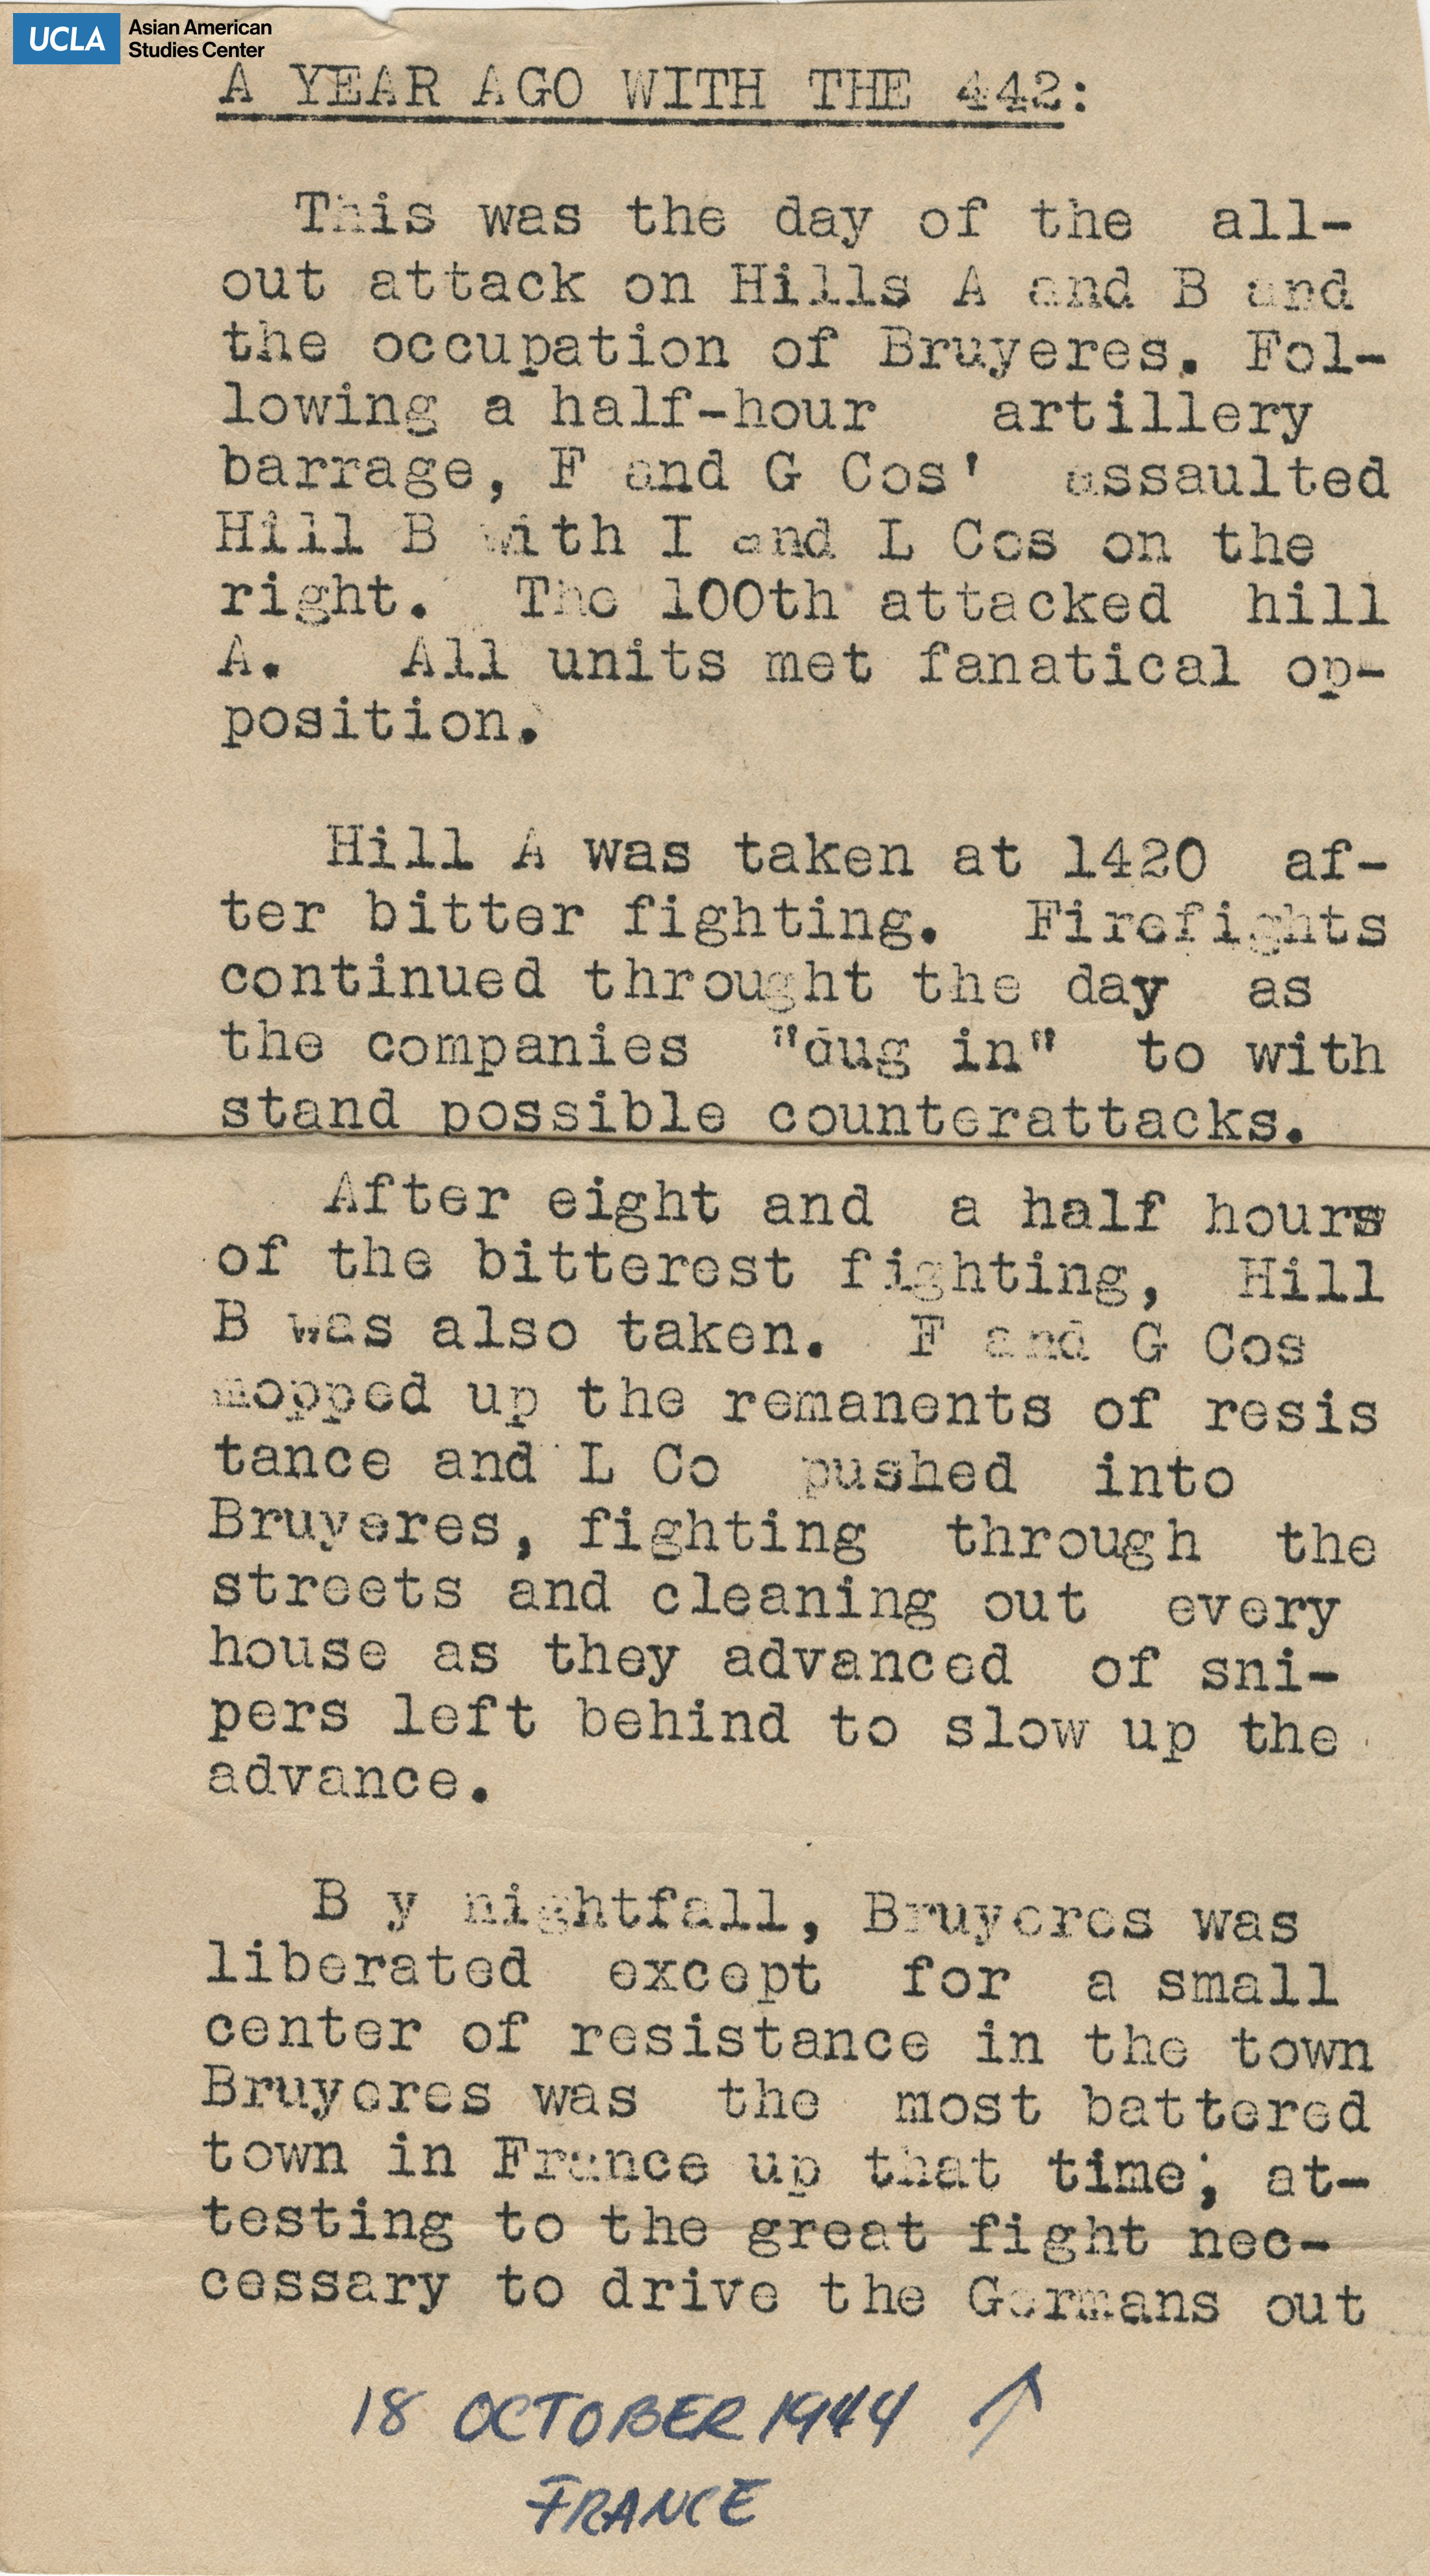 UCLA Asian American
Studies Center
A YEAR AGO WITH THE 442:
This was the day of the all-
out attack on Hills A and B and
the occupation of Bruyeres. Fol-
lowing a half-hour artillery
barrage, F and G Cos' assaulted
Hill B with I and L Cos on the
right. The 100th attacked hill
A. All units met fanatical op-
position.
Hill A was taken at 1420 af-
ter bitter fighting. Firefights
continued throught the day as
the companies "dug in" to with
stand possible counterattacks.
After eight and a half hours
of the bitterest fighting, Hill
B was also taken. F and G Cos
mopped up the remanents of resis
tance and L Co pushed into
Bruyeres, fighting through the
streets and cleaning out every
house as they advanced of sni-
pers left behind to slow up the
advance.
B y nightfall, Bruyeres was
liberated except for a small
center of resistance in the town
Bruyeres was the most battered
town in France up that time; at-
testing to the great fight nec-
cessary to drive the Germans out
18 OCTOBER 1944 ↑
FRANCE